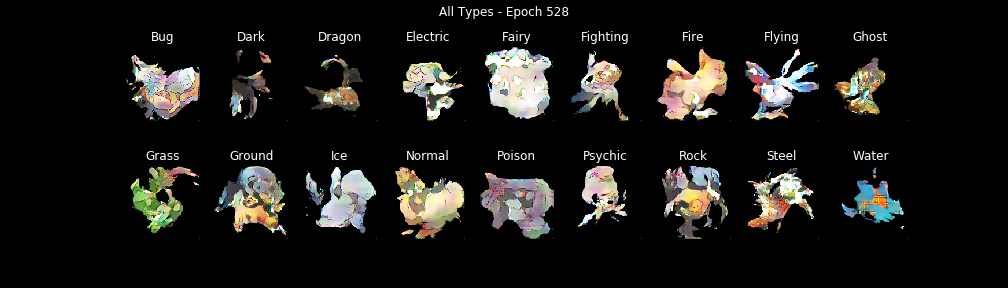 All Types - Epoch 528
Bug Dark Dragon Electric Fairy Fighting Fire Flying Ghost
Grass Ground Ice Normal Poison Psychic Rock Steel Water